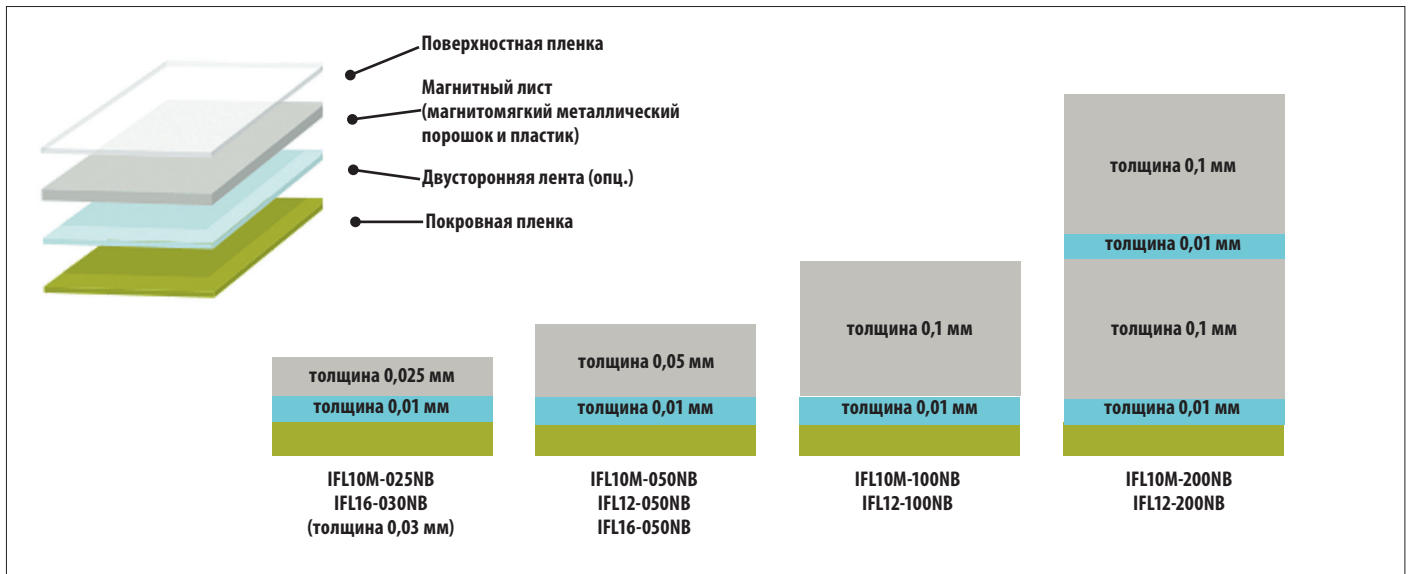 Поверхностная пленка
Магнитный лист
(магнитомягкий металлический
порошок и пластик)
Двусторонняя лента (опц.)
Покровная пленка
толщина 0,025 мм
толщина 0,01 мм
IFL10M-025NB
IFL16-030NB
(толщина 0,03 мм)
толщина 0,05 мм
толщина 0,01 мм
IFL10M-050NB
IFL12-050NB
IFL16-050NB
толщина 0,1 мм
толщина 0,01 мм
IFL10M-100NB
IFL12-100NB
толщина 0,1 мм
толщина 0,01 мм
толщина 0,1 мм
толщина 0,01 мм
IFL10M-200NB
IFL12-200NB